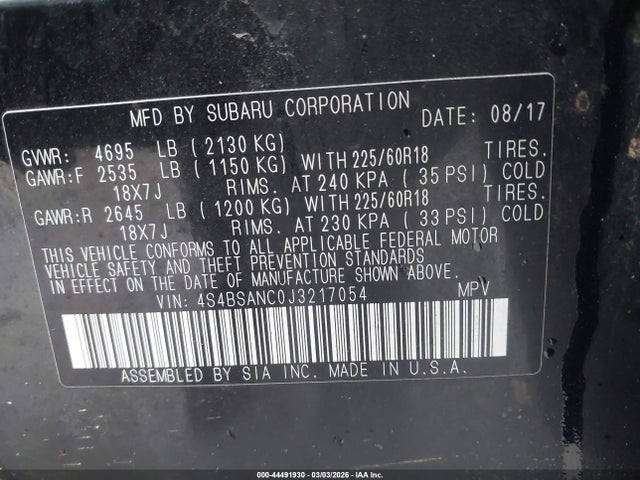 MFD BY SUBARU CORPORATION DATE: 08/17
GVWR: 4695 LB ( 2130 KG)
GAWR:F 2535 LB ( 1150 KG) WITH 225/60R18 TIRES.
18X7J RIMS. AT 240 KPA ( 35 PSI) COLD
GAWR:R 2645 LB ( 1200 KG) WITH 225/60R18 TIRES.
18X7J RIMS. AT 230 KPA ( 33 PSI) COLD
THIS VEHICLE CONFORMS TO ALL APPLICABLE FEDERAL MOTOR
VEHICLE SAFETY AND THEFT PREVENTION STANDARDS
IN EFFECT ON THE DATE OF MANUFACTURE SHOWN ABOVE.
VIN: 4S4BSANC0J3217054 MPV
ASSEMBLED BY SIA INC. MADE IN U.S.A.
000-44491930 - 03/03/2026 - IAA Inc.